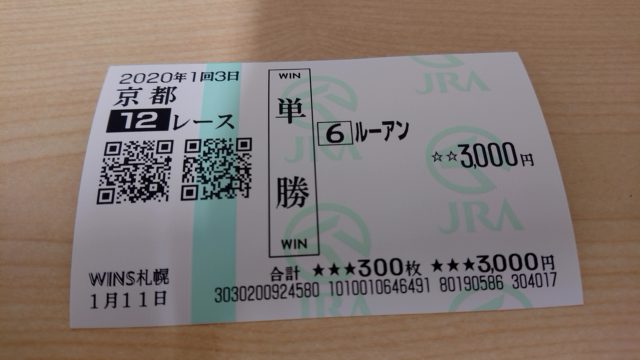 2020年1回3日
京都
12レース
WINS札幌
1月11日
WIN
単勝
WIN
6 ルーアン
☆☆3,000円
合計 ★★★300枚 ★★★3,000円
3030200924580 1010010646491 80190586 304017
JRA
JRA
JRA